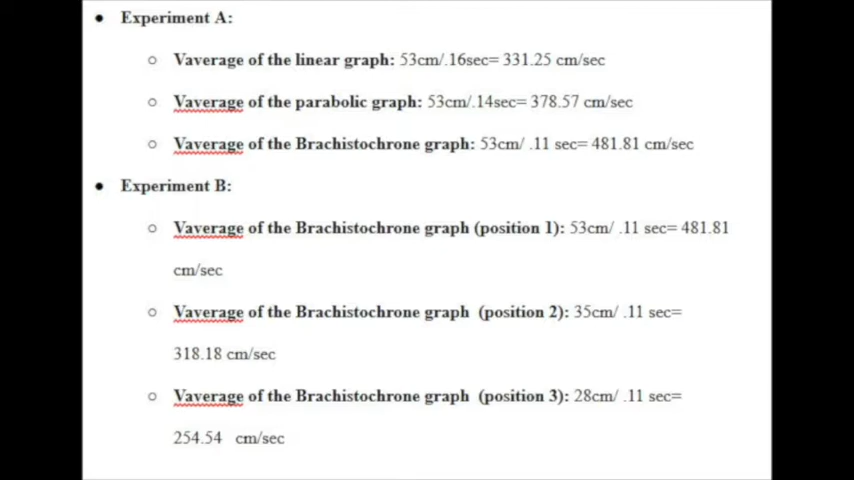 Experiment A:
Vaverage of the linear graph: 53cm/.16sec= 331.25 cm/sec
Vaverage of the parabolic graph: 53cm/.14sec= 378.57 cm/sec
Vaverage of the Brachistochrone graph: 53cm/ .11 sec= 481.81 cm/sec
Experiment B:
Vaverage of the Brachistochrone graph (position 1): 53cm/ .11 sec= 481.81
cm/sec
Vaverage of the Brachistochrone graph (position 2): 35cm/ .11 sec=
318.18 cm/sec
Vaverage of the Brachistochrone graph (position 3): 28cm/ .11 sec=
254.54 cm/sec